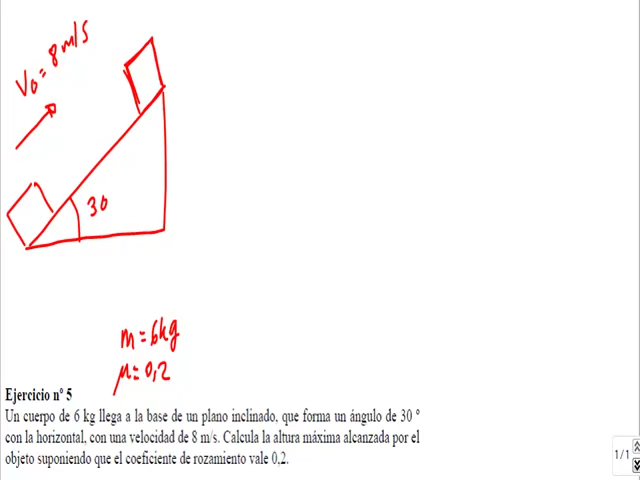 V0 = 8 m/s
30
m = 6kg
μ = 0,2
Ejercicio nº 5
Un cuerpo de 6 kg llega a la base de un plano inclinado, que forma un ángulo de 30 º
con la horizontal, con una velocidad de 8 m/s. Calcula la altura máxima alcanzada por el
objeto suponiendo que el coeficiente de rozamiento vale 0,2.
1/1